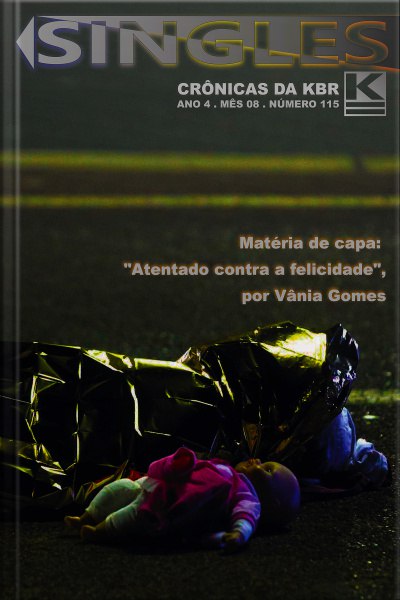 SINGLES
CRÔNICAS DA KBR
ANO 4 . MÊS 08 . NÚMERO 115
K
Matéria de capa:
"Atentado contra a felicidade",
por Vânia Gomes